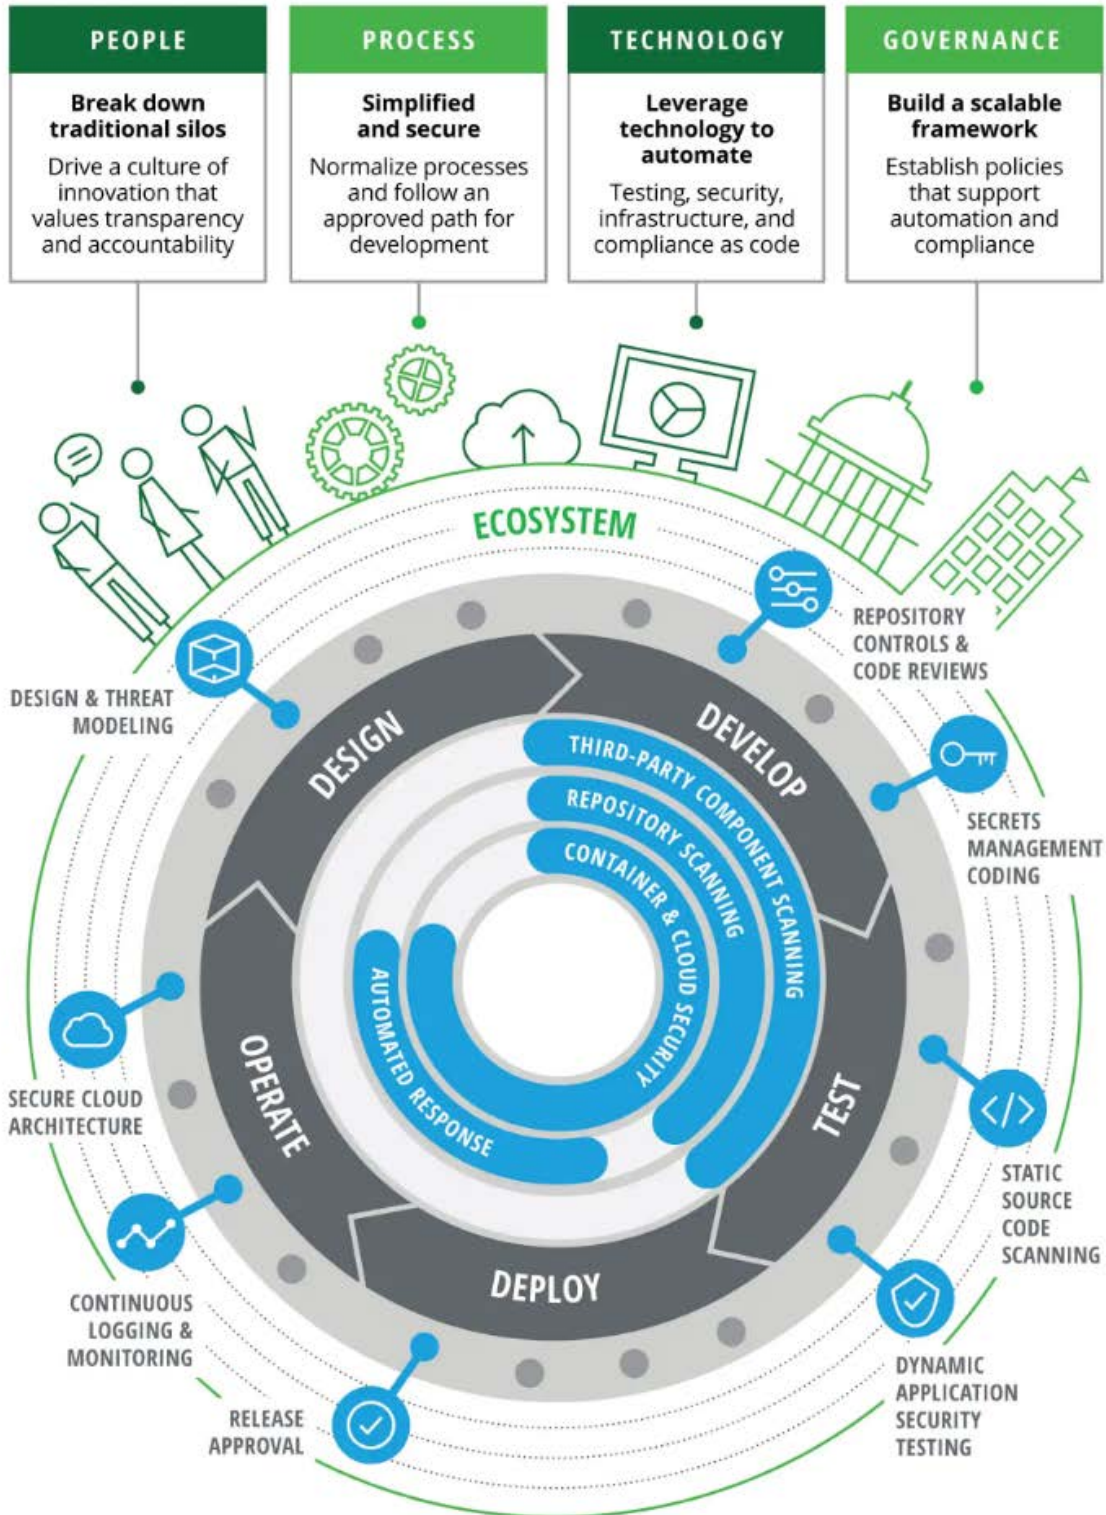 PEOPLE
Break down
traditional silos
Drive a culture of
innovation that
values transparency
and accountability
PROCESS
Simplified
and secure
Normalize processes
and follow an
approved path for
development
TECHNOLOGY
Leverage
technology to
automate
Testing, security,
infrastructure, and
compliance as code
GOVERNANCE
Build a scalable
framework
Establish policies
that support
automation and
compliance
ECOSYSTEM
DESIGN & THREAT
MODELING
REPOSITORY
CONTROLS &
CODE REVIEWS
SECRETS
MANAGEMENT
CODING
STATIC
SOURCE
CODE
SCANNING
DYNAMIC
APPLICATION
SECURITY
TESTING
RELEASE
APPROVAL
CONTINUOUS
LOGGING &
MONITORING
SECURE CLOUD
ARCHITECTURE
DESIGN
DEVELOP
TEST
DEPLOY
OPERATE
THIRD-PARTY COMPONENT SCANNING
REPOSITORY SCANNING
CONTAINER & CLOUD SECURITY
AUTOMATED RESPONSE